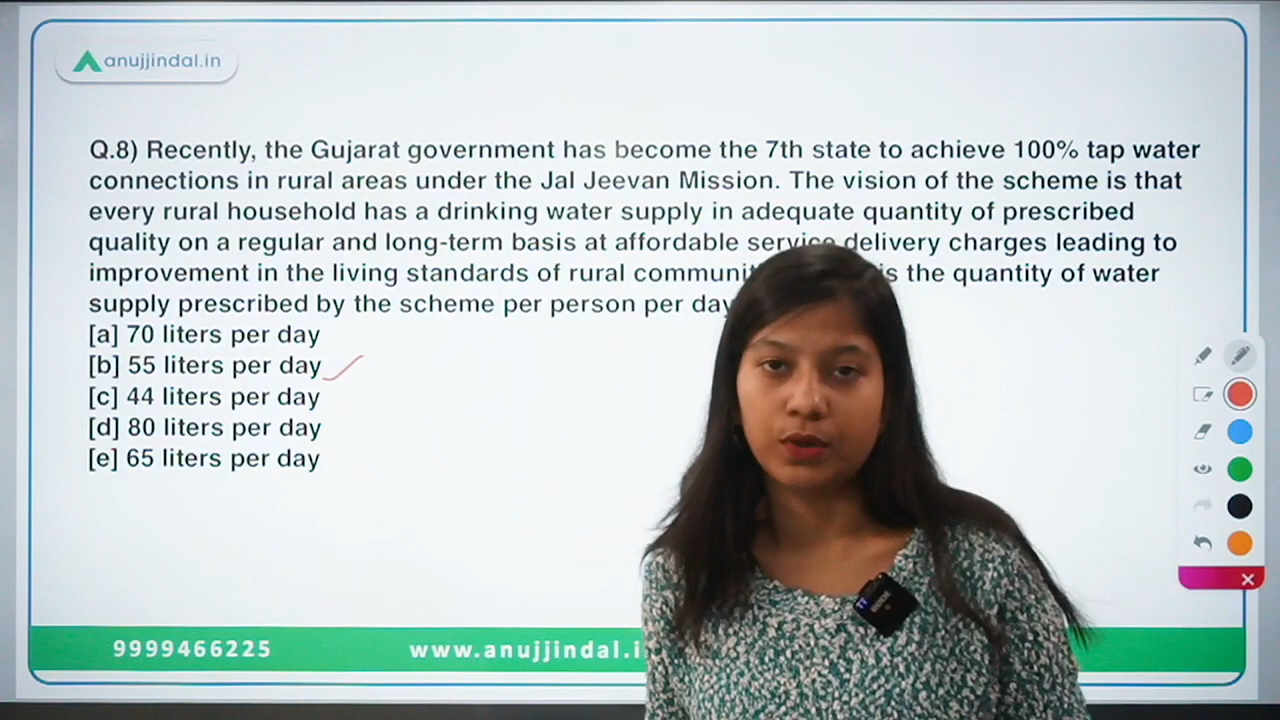 anujjindal.in
Q.8) Recently, the Gujarat government has become the 7th state to achieve 100% tap water
connections in rural areas under the Jal Jeevan Mission. The vision of the scheme is that
every rural household has a drinking water supply in adequate quantity of prescribed
quality on a regular and long-term basis at affordable service delivery charges leading to
improvement in the living standards of rural communi is the quantity of water
supply prescribed by the scheme per person per day
[a] 70 liters per day
[b] 55 liters per day
[c] 44 liters per day
[d] 80 liters per day
[e] 65 liters per day
9999466225 www.anujjindal.i